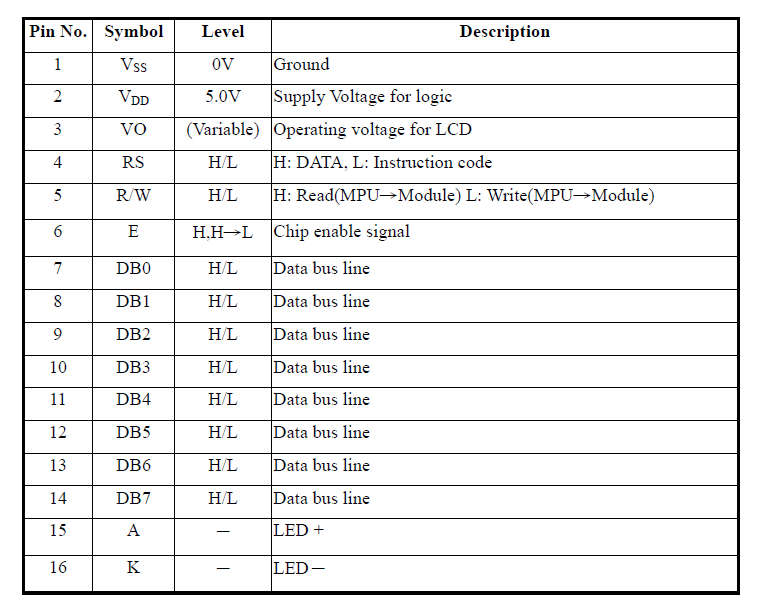 Pin No. Symbol Level Description
1 VSS 0V Ground
2 VDD 5.0V Supply Voltage for logic
3 VO (Variable) Operating voltage for LCD
4 RS H/L H: DATA, L: Instruction code
5 R/W H/L H: Read(MPU→Module) L: Write(MPU→Module)
6 E H,H→L Chip enable signal
7 DB0 H/L Data bus line
8 DB1 H/L Data bus line
9 DB2 H/L Data bus line
10 DB3 H/L Data bus line
11 DB4 H/L Data bus line
12 DB5 H/L Data bus line
13 DB6 H/L Data bus line
14 DB7 H/L Data bus line
15 A — LED +
16 K — LED—